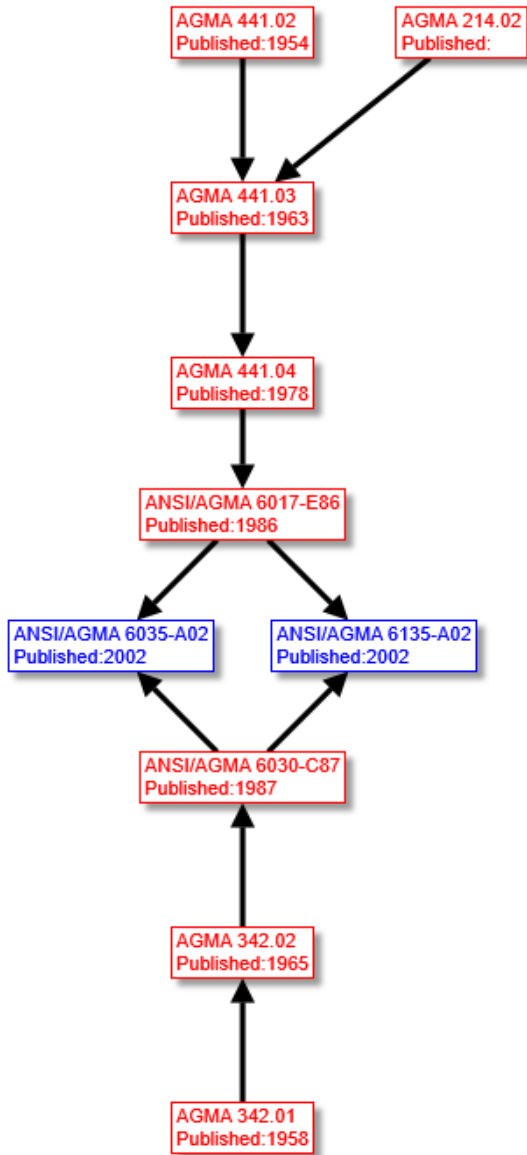 AGMA 441.02
Published:1954
AGMA 214.02
Published:
AGMA 441.03
Published:1963
AGMA 441.04
Published:1978
ANSI/AGMA 6017-E86
Published:1986
ANSI/AGMA 6035-A02
Published:2002
ANSI/AGMA 6135-A02
Published:2002
ANSI/AGMA 6030-C87
Published:1987
AGMA 342.02
Published:1965
AGMA 342.01
Published:1958